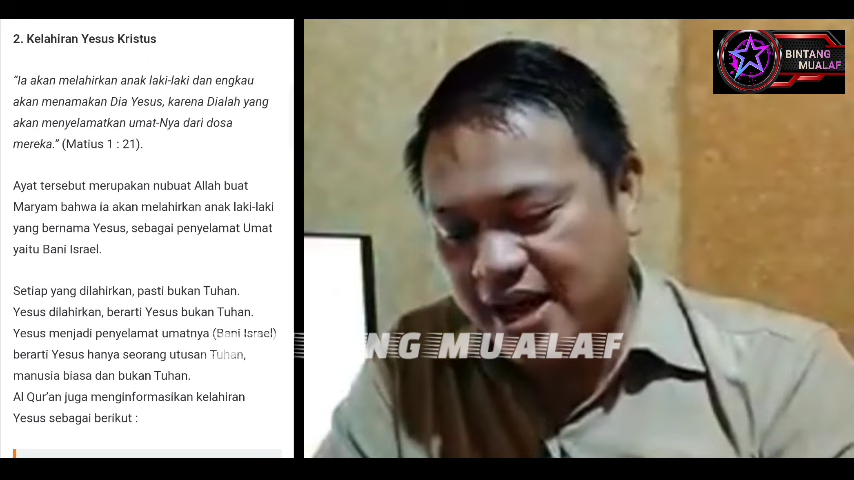 2. Kelahiran Yesus Kristus
“Ia akan melahirkan anak laki-laki dan engkau
akan menamakan Dia Yesus, karena Dialah yang
akan menyelamatkan umat-Nya dari dosa
mereka.” (Matius 1 : 21).
Ayat tersebut merupakan nubuat Allah buat
Maryam bahwa ia akan melahirkan anak laki-laki
yang bernama Yesus, sebagai penyelamat Umat
yaitu Bani Israel.
Setiap yang dilahirkan, pasti bukan Tuhan.
Yesus dilahirkan, berarti Yesus bukan Tuhan.
Yesus menjadi penyelamat umatnya (Bani Israel)
berarti Yesus hanya seorang utusan Tuhan,
manusia biasa dan bukan Tuhan.
Al Qur’an juga menginformasikan kelahiran
Yesus sebagai berikut :
BINTANG
MUALAF
NG MUALAF